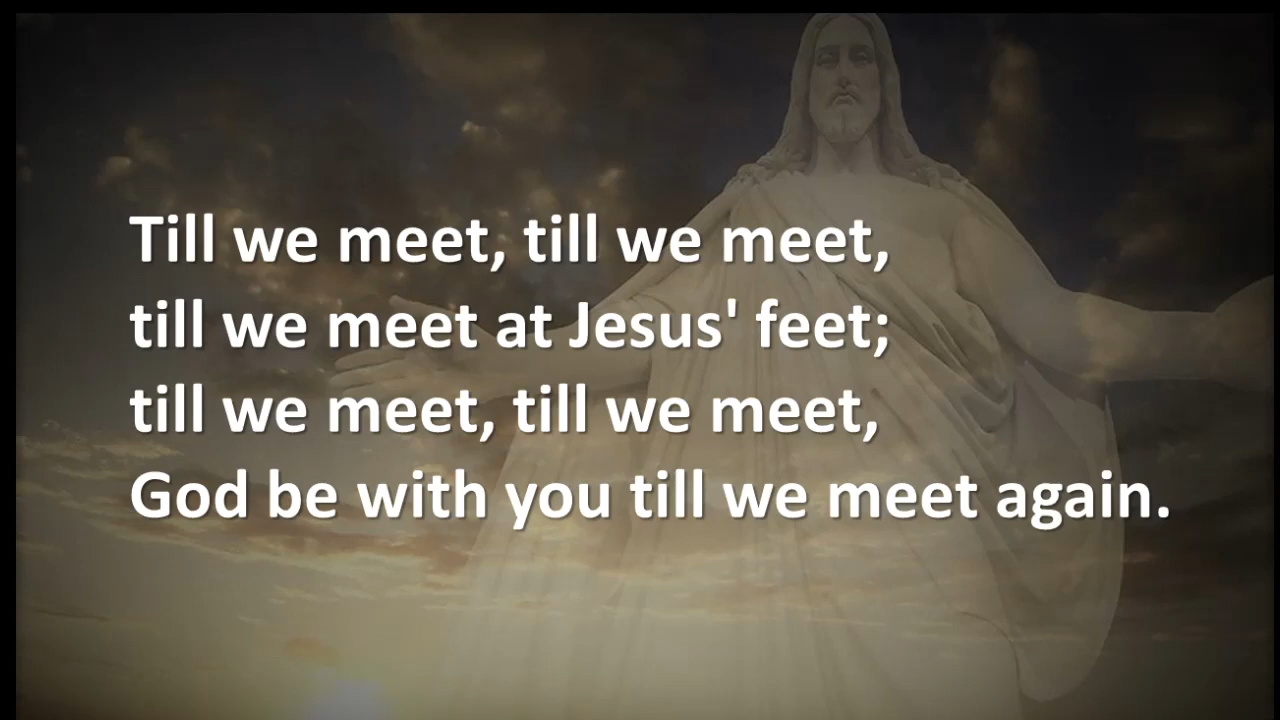 Till we meet, till we meet,
till we meet at Jesus' feet;
till we meet, till we meet,
God be with you till we meet again.